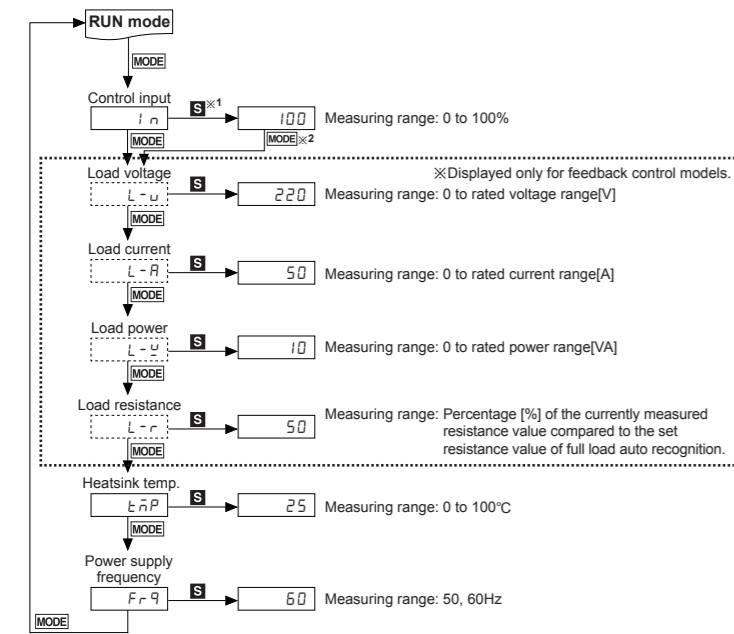 RUN mode
MODE
Control input
In S ※1 100 Measuring range: 0 to 100%
MODE MODE ※2
※Displayed only for feedback control models.
Load voltage
L-u S 220 Measuring range: 0 to rated voltage range[V]
MODE
Load current
L-A S 50 Measuring range: 0 to rated current range[A]
MODE
Load power
L-W S 10 Measuring range: 0 to rated power range[VA]
MODE
Load resistance
L-r S 50 Measuring range: Percentage [%] of the currently measured
resistance value compared to the set
resistance value of full load auto recognition.
MODE
Heatsink temp.
tMP S 25 Measuring range: 0 to 100°C
MODE
Power supply
frequency
Frq S 60 Measuring range: 50, 60Hz
MODE